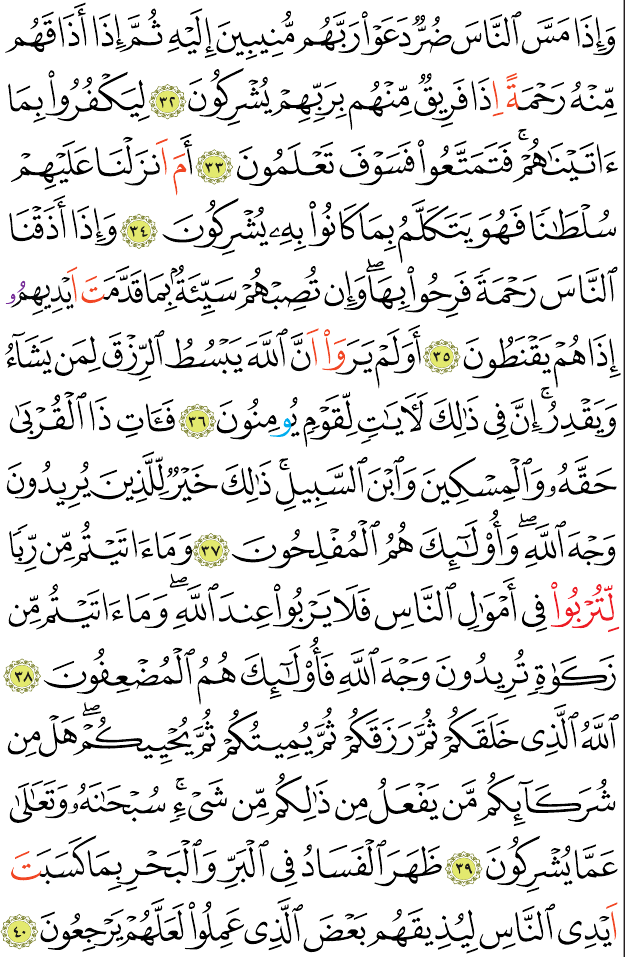 وَإِذَا مَسَّ ٱلنَّاسَ ضُرٌّ دَعَوۡاْ رَبَّهُم مُّنِيبِينَ إِلَيۡهِ ثُمَّ إِذَا أَذَاقَهُم
مِّنۡهُ رَحۡمَةً اِذَا فَرِيقٌ مِّنۡهُم بِرَبِّهِمۡ يُشۡرِكُونَ ٣٢ لِيَكۡفُرُواْ بِمَا
ءَاتَيۡنَٰهُمۡۚ فَتَمَتَّعُواْ فَسَوۡفَ تَعۡلَمُونَ ٣٣ أَمَ اَنزَلۡنَا عَلَيۡهِمۡ
سُلۡطَٰنٗا فَهُوَ يَتَكَلَّمُ بِمَا كَانُواْ بِهِۦ يُشۡرِكُونَ ٣٤ وَإِذَا أَذَقۡنَا
ٱلنَّاسَ رَحۡمَةٗ فَرِحُواْ بِهَاۖ وَإِن تُصِبۡهُمۡ سَيِّئَةُۢ بِمَا قَدَّمَتَ اَيۡدِيهِمُۥ
إِذَا هُمۡ يَقۡنَطُونَ ٣٥ أَوَلَمۡ يَرَوَاْ اَنَّ ٱللَّهَ يَبۡسُطُ ٱلرِّزۡقَ لِمَن يَشَآءُ
وَيَقۡدِرُۚ إِنَّ فِي ذَٰلِكَ لَأٓيَٰتٖ لِّقَوۡمٖ يُومِنُونَ ٣٦ فَـَٔاتِ ذَا ٱلۡقُرۡبَىٰ
حَقَّهُۥ وَٱلۡمِسۡكِينَ وَٱبۡنَ ٱلسَّبِيلِۚ ذَٰلِكَ خَيۡرٞ لِّلَّذِينَ يُرِيدُونَ
وَجۡهَ ٱللَّهِۖ وَأُوْلَٰٓئِكَ هُمُ ٱلۡمُفۡلِحُونَ ٣٧ وَمَا ءَاتَيۡتُم مِّن رِّبٗا
لِّتُرۡبُواْ فِي أَمۡوَٰلِ ٱلنَّاسِ فَلَا يَرۡبُواْ عِندَ ٱللَّهِۖ وَمَا ءَاتَيۡتُم مِّن
زَكَوٰةٖ تُرِيدُونَ وَجۡهَ ٱللَّهِ فَأُوْلَٰٓئِكَ هُمُ ٱلۡمُضۡعِفُونَ ٣٨
ٱللَّهُ ٱلَّذِي خَلَقَكُمۡ ثُمَّ رَزَقَكُمۡ ثُمَّ يُمِيتُكُمۡ ثُمَّ يُحۡيِيكُمۡۖ هَلۡ مِن
شُرَكَآئِكُم مَّن يَفۡعَلُ مِن ذَٰلِكُم مِّن شَيۡءٖۚ سُبۡحَٰنَهُۥ وَتَعَٰلَىٰ
عَمَّا يُشۡرِكُونَ ٣٩ ظَهَرَ ٱلۡفَسَادُ فِي ٱلۡبَرِّ وَٱلۡبَحۡرِ بِمَا كَسَبَتَ
اَيۡدِي ٱلنَّاسِ لِيُذِيقَهُم بَعۡضَ ٱلَّذِي عَمِلُواْ لَعَلَّهُمۡ يَرۡجِعُونَ ٤٠